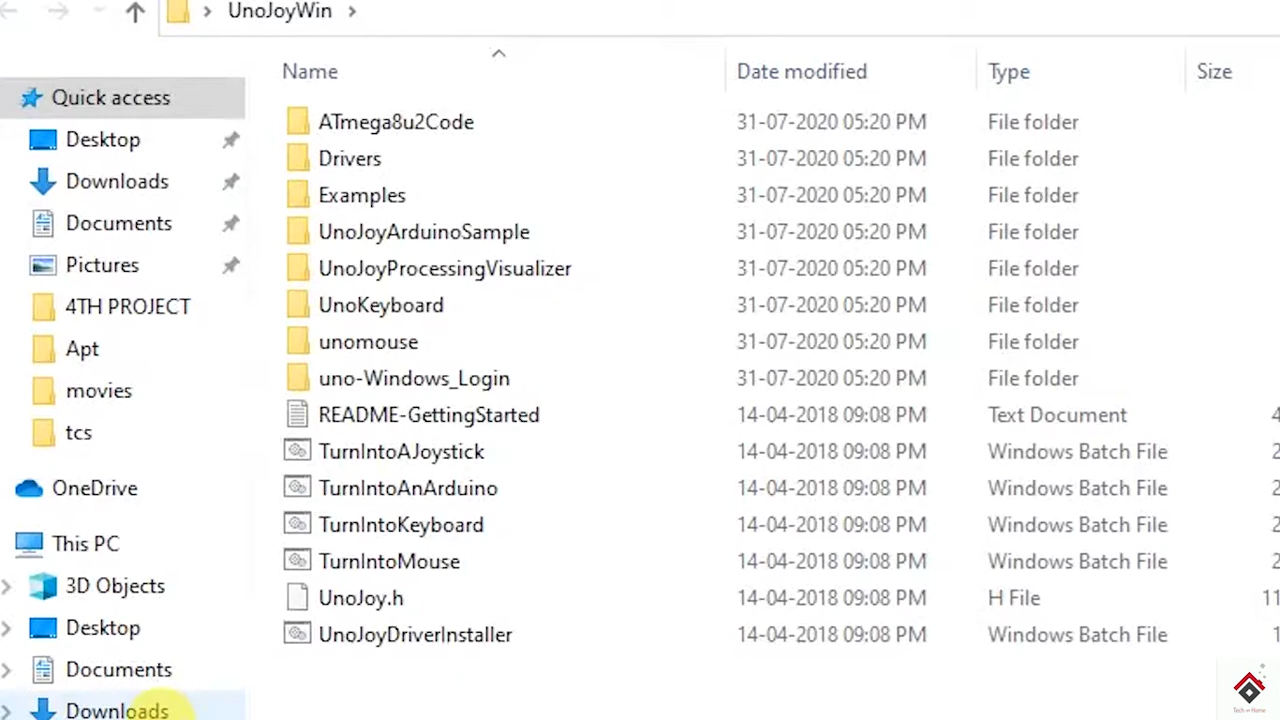 UnoJoyWin
Name Date modified Type Size
Quick access
Desktop
Downloads
Documents
Pictures
4TH PROJECT
Apt
movies
tcs
OneDrive
This PC
3D Objects
Desktop
Documents
Downloads
ATmega8u2Code 31-07-2020 05:20 PM File folder
Drivers 31-07-2020 05:20 PM File folder
Examples 31-07-2020 05:20 PM File folder
UnoJoyArduinoSample 31-07-2020 05:20 PM File folder
UnoJoyProcessingVisualizer 31-07-2020 05:20 PM File folder
UnoKeyboard 31-07-2020 05:20 PM File folder
unomouse 31-07-2020 05:20 PM File folder
uno-Windows_Login 31-07-2020 05:20 PM File folder
README-GettingStarted 14-04-2018 09:08 PM Text Document
TurnIntoAJoystick 14-04-2018 09:08 PM Windows Batch File
TurnIntoAnArduino 14-04-2018 09:08 PM Windows Batch File
TurnIntoKeyboard 14-04-2018 09:08 PM Windows Batch File
TurnIntoMouse 14-04-2018 09:08 PM Windows Batch File
UnoJoy.h 14-04-2018 09:08 PM H File
UnoJoyDriverInstaller 14-04-2018 09:08 PM Windows Batch File
Tech at Home